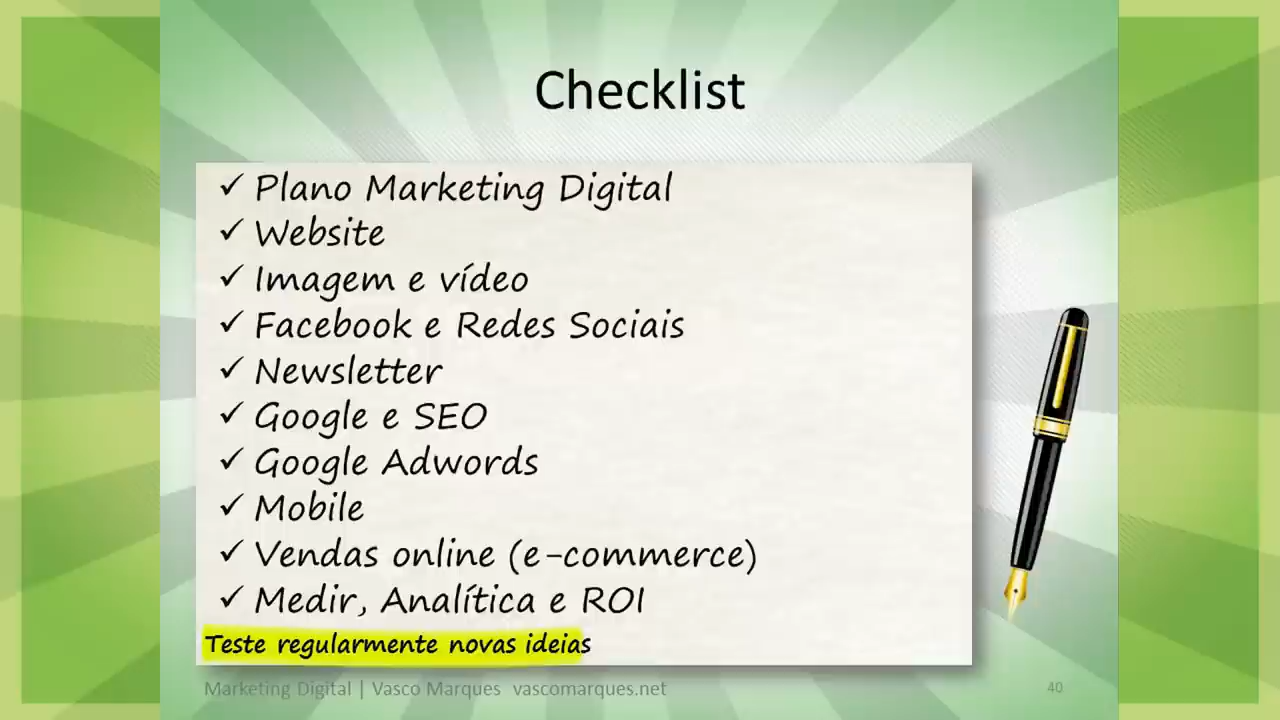 Checklist
✓ Plano Marketing Digital
✓ Website
✓ Imagem e vídeo
✓ Facebook e Redes Sociais
✓ Newsletter
✓ Google e SEO
✓ Google Adwords
✓ Mobile
✓ Vendas online (e-commerce)
✓ Medir, Analítica e ROI
Teste regularmente novas ideias
Marketing Digital | Vasco Marques vascomarques.net 40